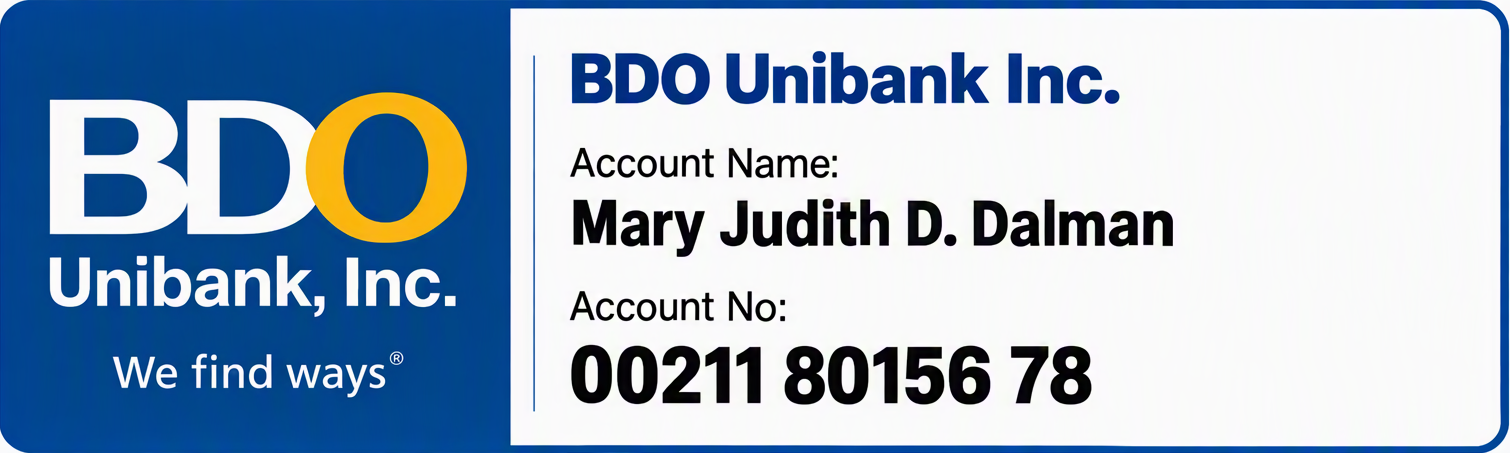 BDO
Unibank, Inc.
We find ways®
BDO Unibank Inc.
Account Name:
Mary Judith D. Dalman
Account No:
00211 80156 78